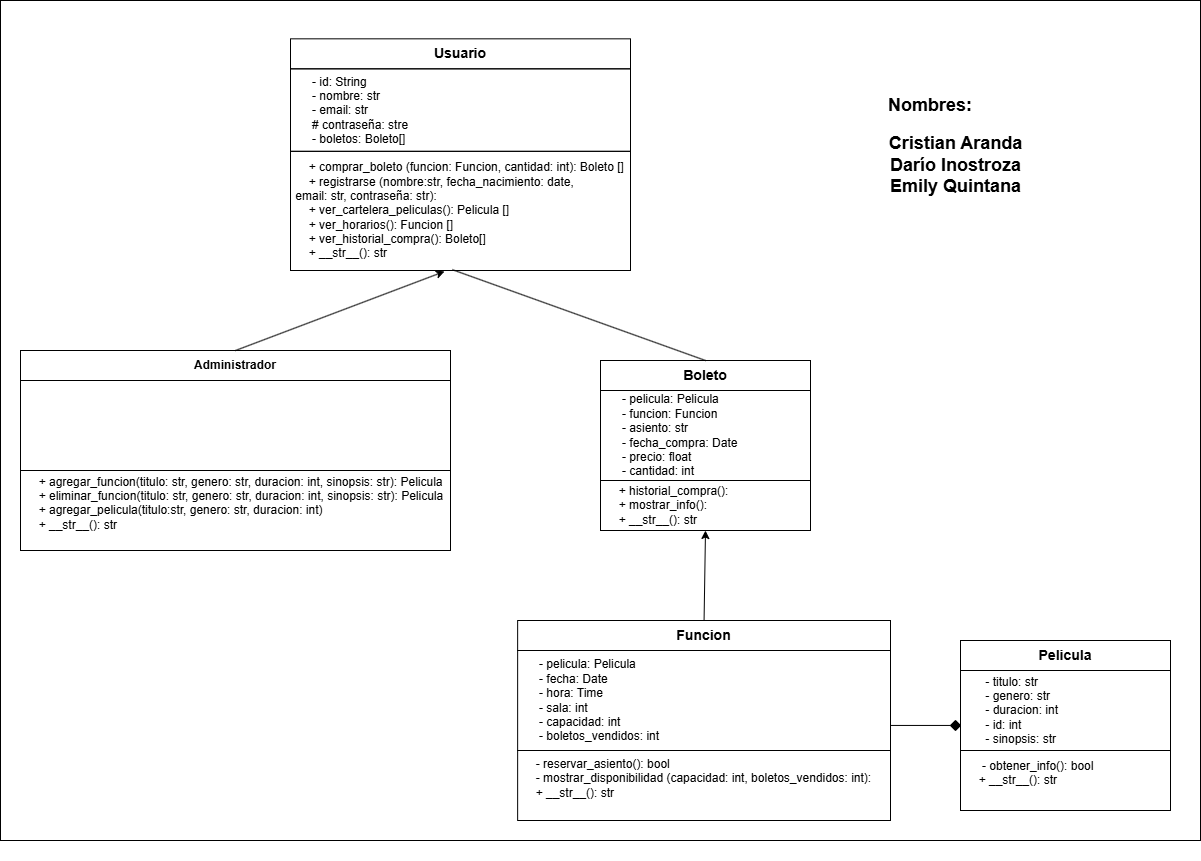 Usuario
- id: String
- nombre: str
- email: str
# contraseña: stre
- boletos: Boleto[]
+ comprar_boleto (funcion: Funcion, cantidad: int): Boleto []
+ registrarse (nombre:str, fecha_nacimiento: date,
email: str, contraseña: str):
+ ver_cartelera_peliculas(): Pelicula []
+ ver_horarios(): Funcion []
+ ver_historial_compra(): Boleto[]
+ __str__(): str
Nombres:
Cristian Aranda
Darío Inostroza
Emily Quintana
Administrador
+ agregar_funcion(titulo: str, genero: str, duracion: int, sinopsis: str): Pelicula
+ eliminar_funcion(titulo: str, genero: str, duracion: int, sinopsis: str): Pelicula
+ agregar_pelicula(titulo:str, genero: str, duracion: int)
+ __str__(): str
Boleto
- pelicula: Pelicula
- funcion: Funcion
- asiento: str
- fecha_compra: Date
- precio: float
- cantidad: int
+ historial_compra():
+ mostrar_info():
+ __str__(): str
Funcion
- pelicula: Pelicula
- fecha: Date
- hora: Time
- sala: int
- capacidad: int
- boletos_vendidos: int
- reservar_asiento(): bool
- mostrar_disponibilidad (capacidad: int, boletos_vendidos: int):
+ __str__(): str
Pelicula
- titulo: str
- genero: str
- duracion: int
- id: int
- sinopsis: str
- obtener_info(): bool
+ __str__(): str